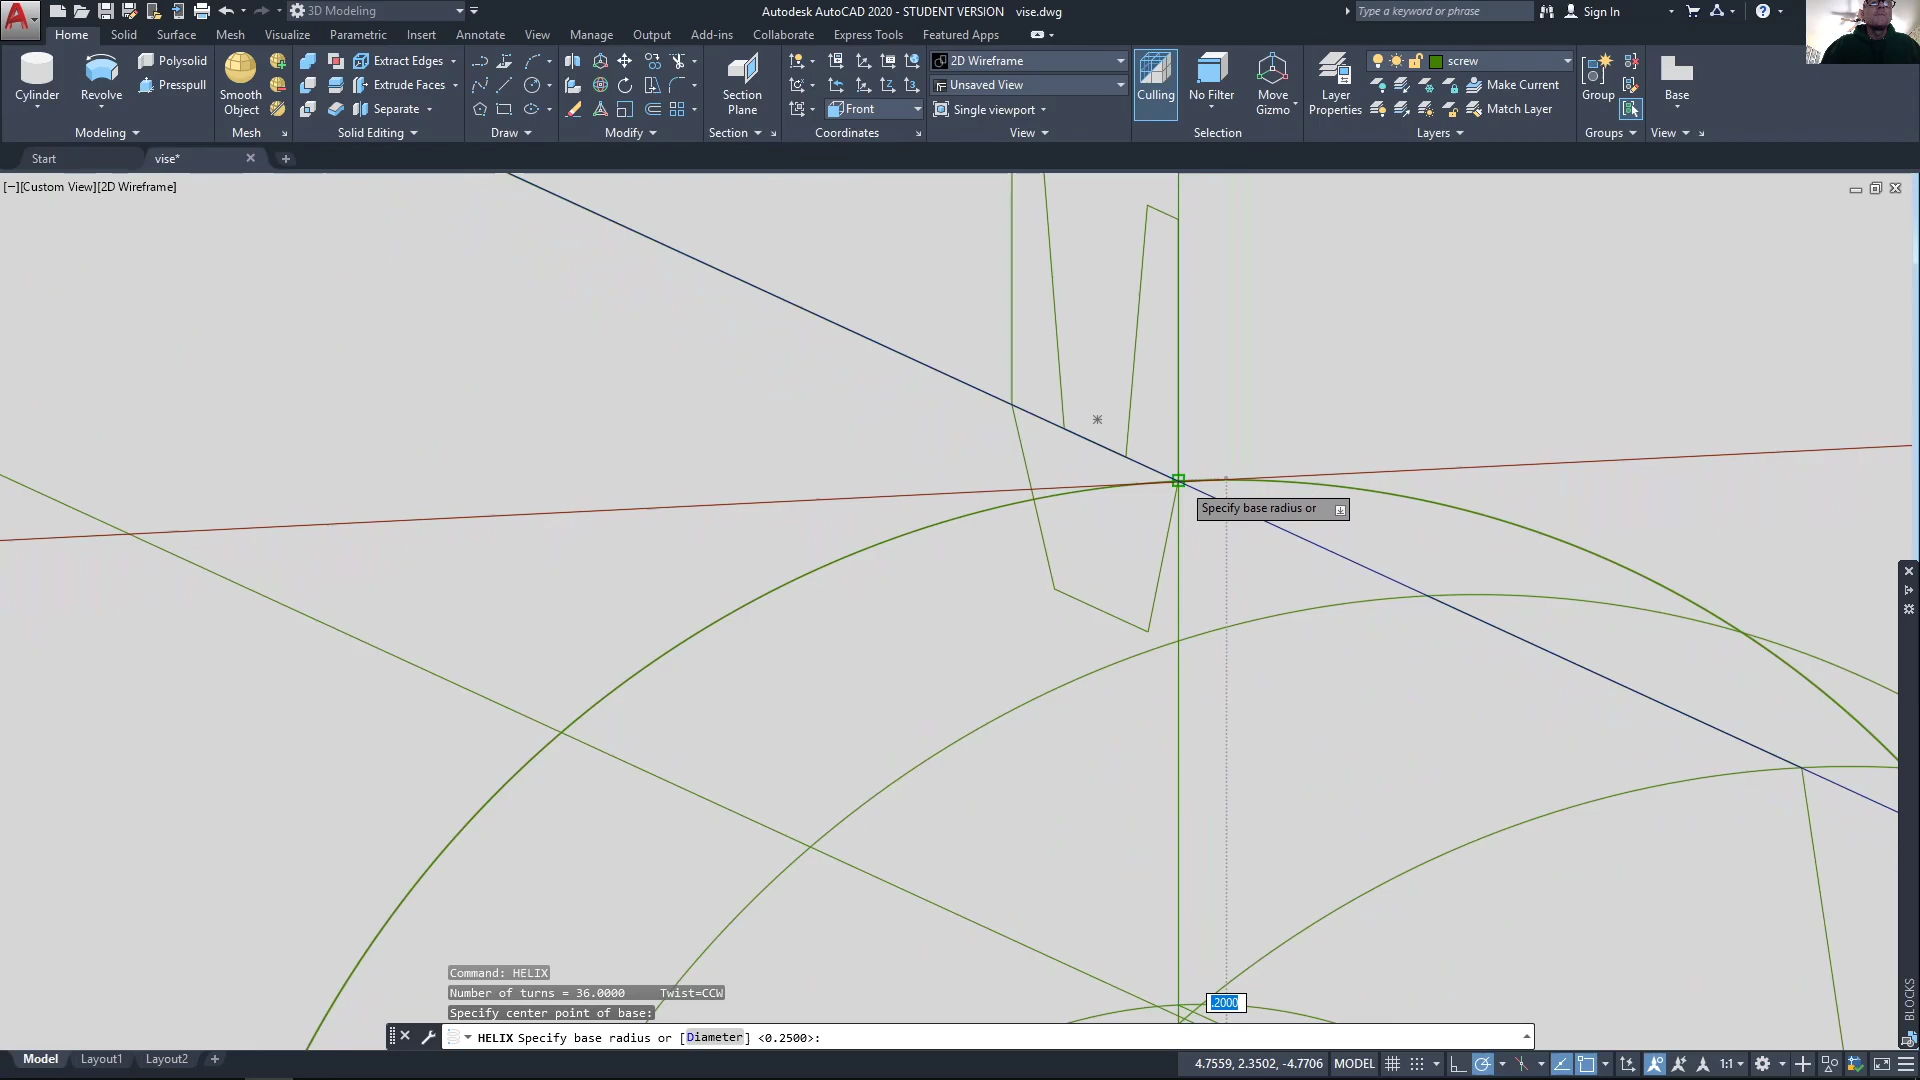 3D Modeling
Autodesk AutoCAD 2020 - STUDENT VERSION vise.dwg
Type a keyword or phrase
Sign In
Home Solid Surface Mesh Visualize Parametric Insert Annotate View Manage Output Add-ins Collaborate Express Tools Featured Apps
Cylinder
Revolve
Polysolid
Presspull
Modeling
Smooth Object
Mesh
Extract Edges
Extrude Faces
Separate
Solid Editing
Draw
Modify
Section Plane
Section
Front
Coordinates
2D Wireframe
Unsaved View
Single viewport
View
Culling
No Filter
Move Gizmo
Selection
Layer Properties
screw
Make Current
Match Layer
Layers
Group
Groups
Base
View
Start
vise*
[−][Custom View][2D Wireframe]
Specify base radius or
.2000
BLOCKS
Command: HELIX
Number of turns = 36.0000 Twist=CCW
Specify center point of base:
HELIX Specify base radius or [Diameter] <0.2500>:
Model Layout1 Layout2
4.7559, 2.3502, -4.7706 MODEL
1:1